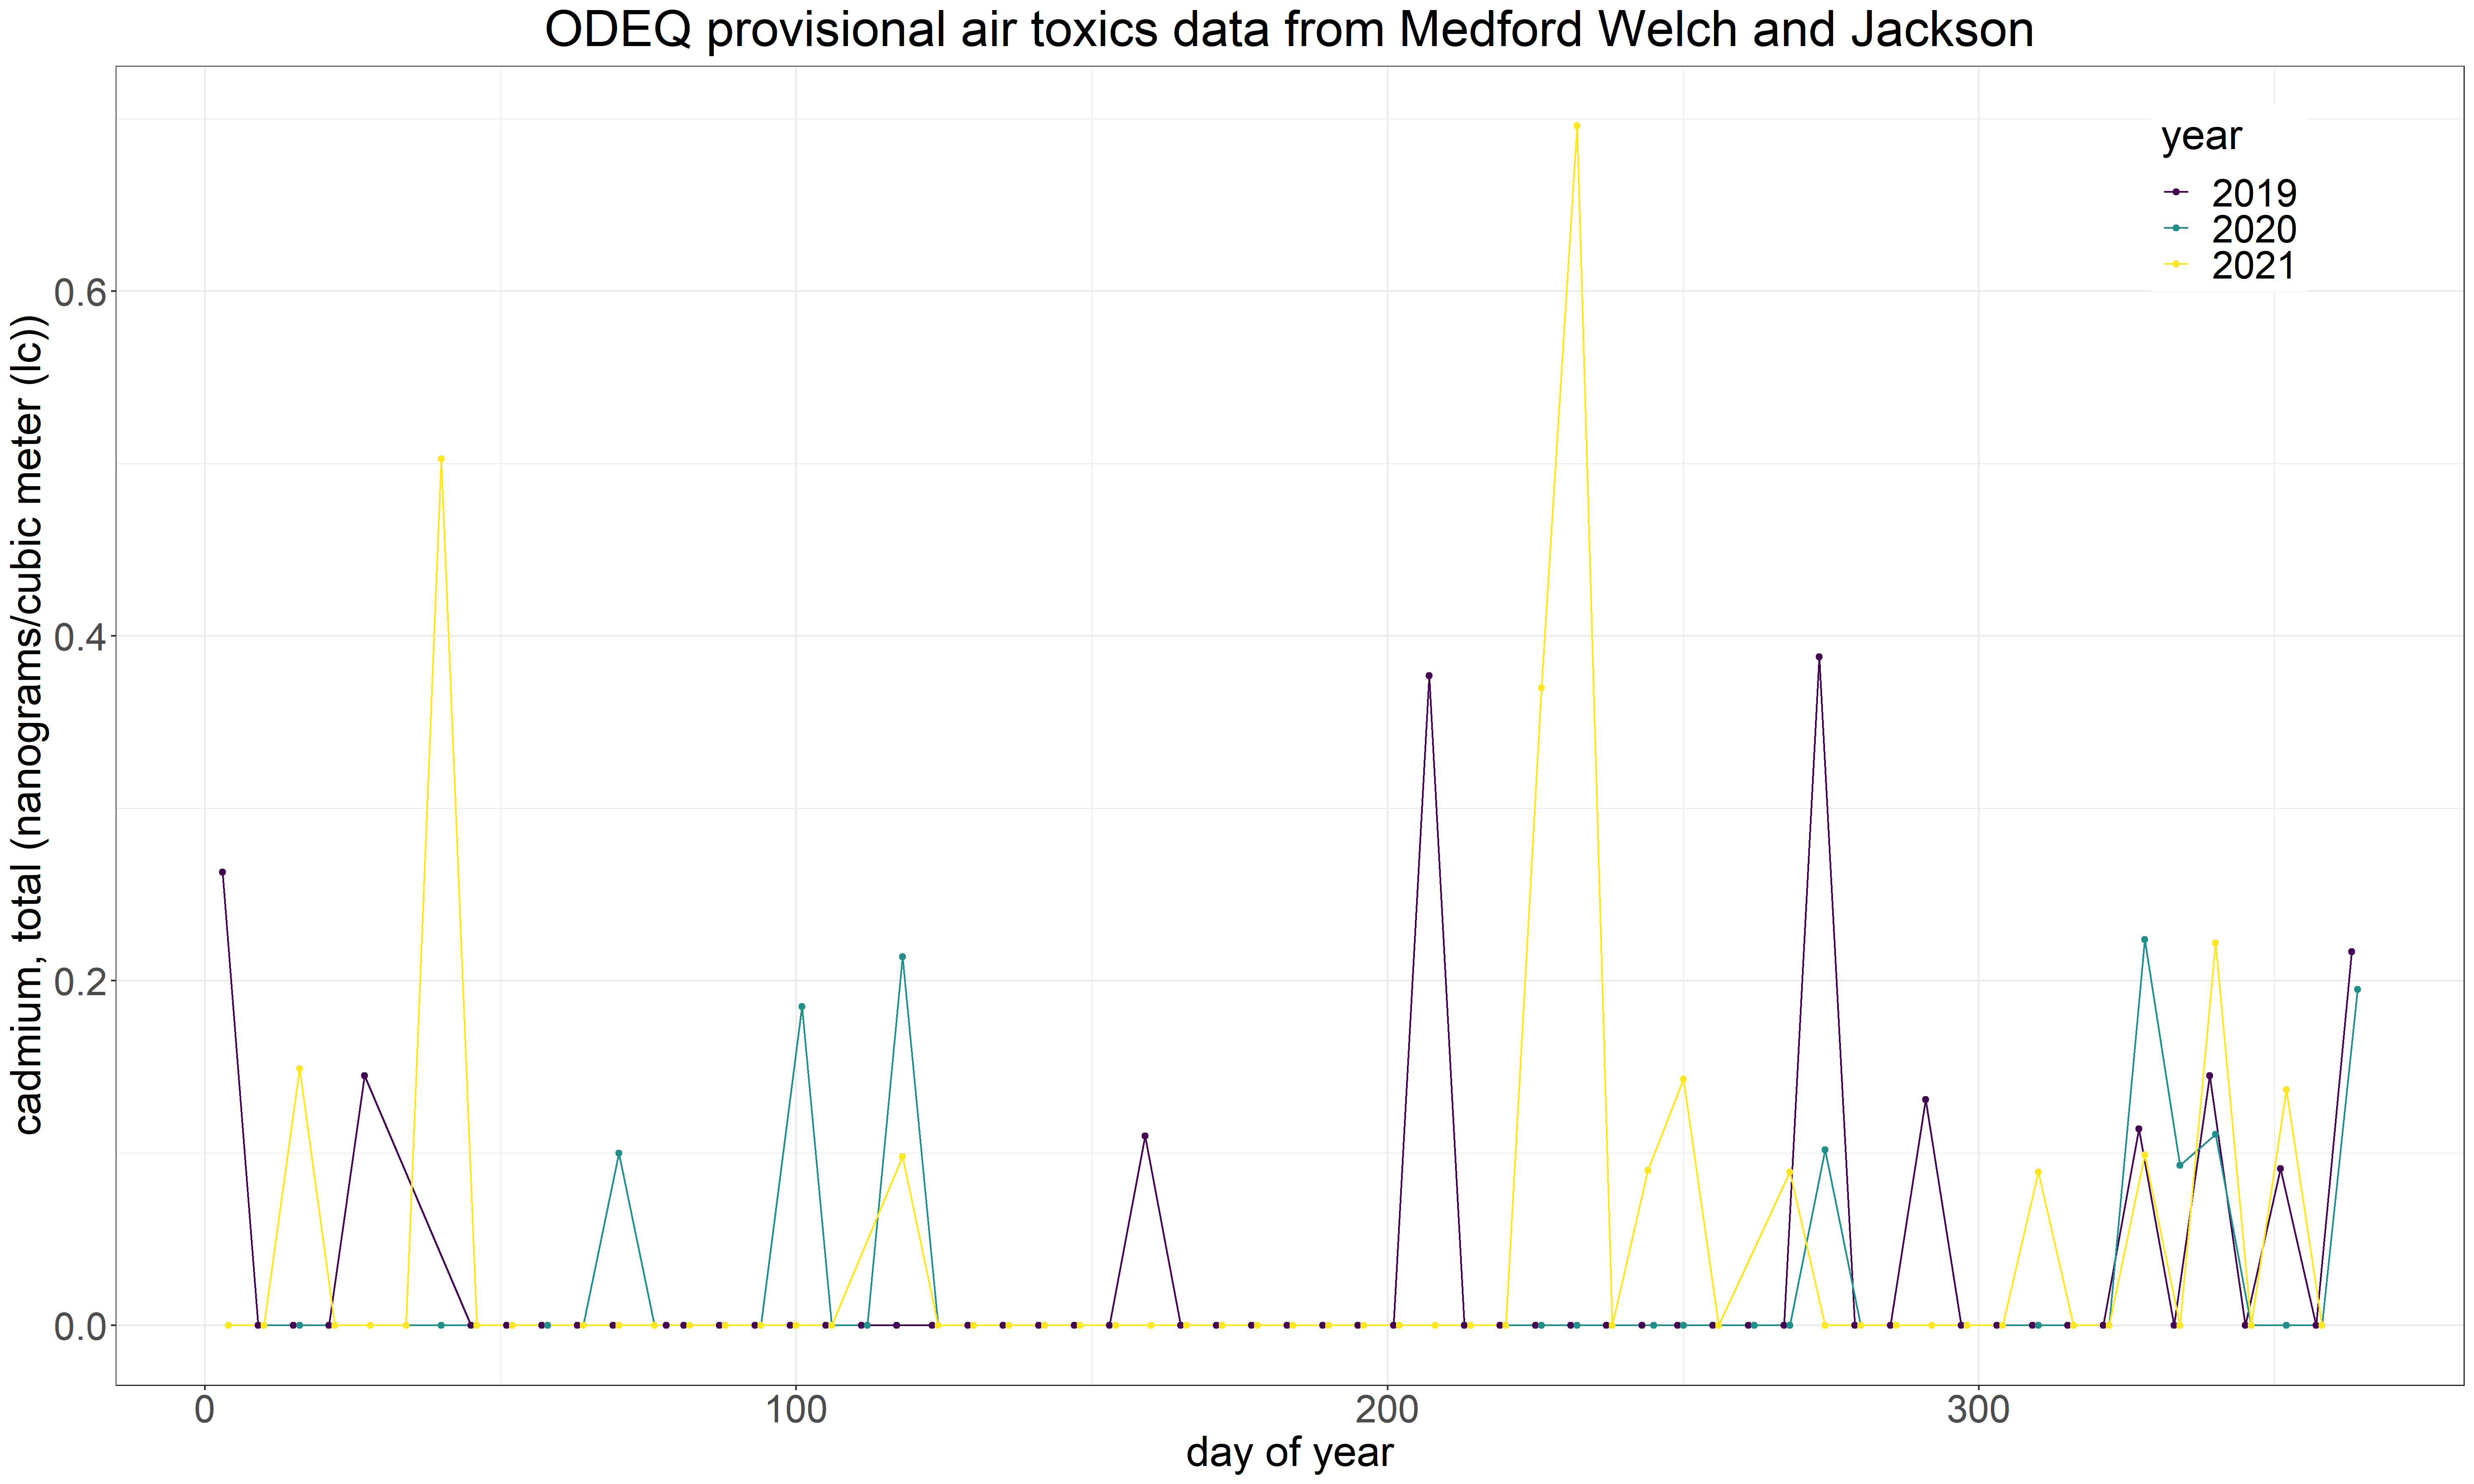 ODEQ provisional air toxics data from Medford Welch and Jackson
year
2019
2020
2021
cadmium, total (nanograms/cubic meter (lc))
0.6
0.4
0.2
0.0
0 100 200 300
day of year